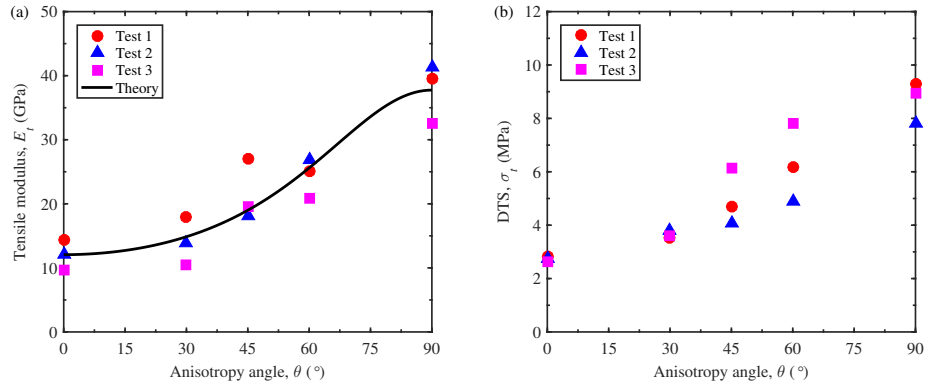 (a)
Test 1
Test 2
Test 3
Theory
Tensile modulus, E_t (GPa)
50
40
30
20
10
0
0 15 30 45 60 75 90
Anisotropy angle, θ (°)
(b)
Test 1
Test 2
Test 3
DTS, σ_t (MPa)
12
10
8
6
4
2
0
0 15 30 45 60 75 90
Anisotropy angle, θ (°)